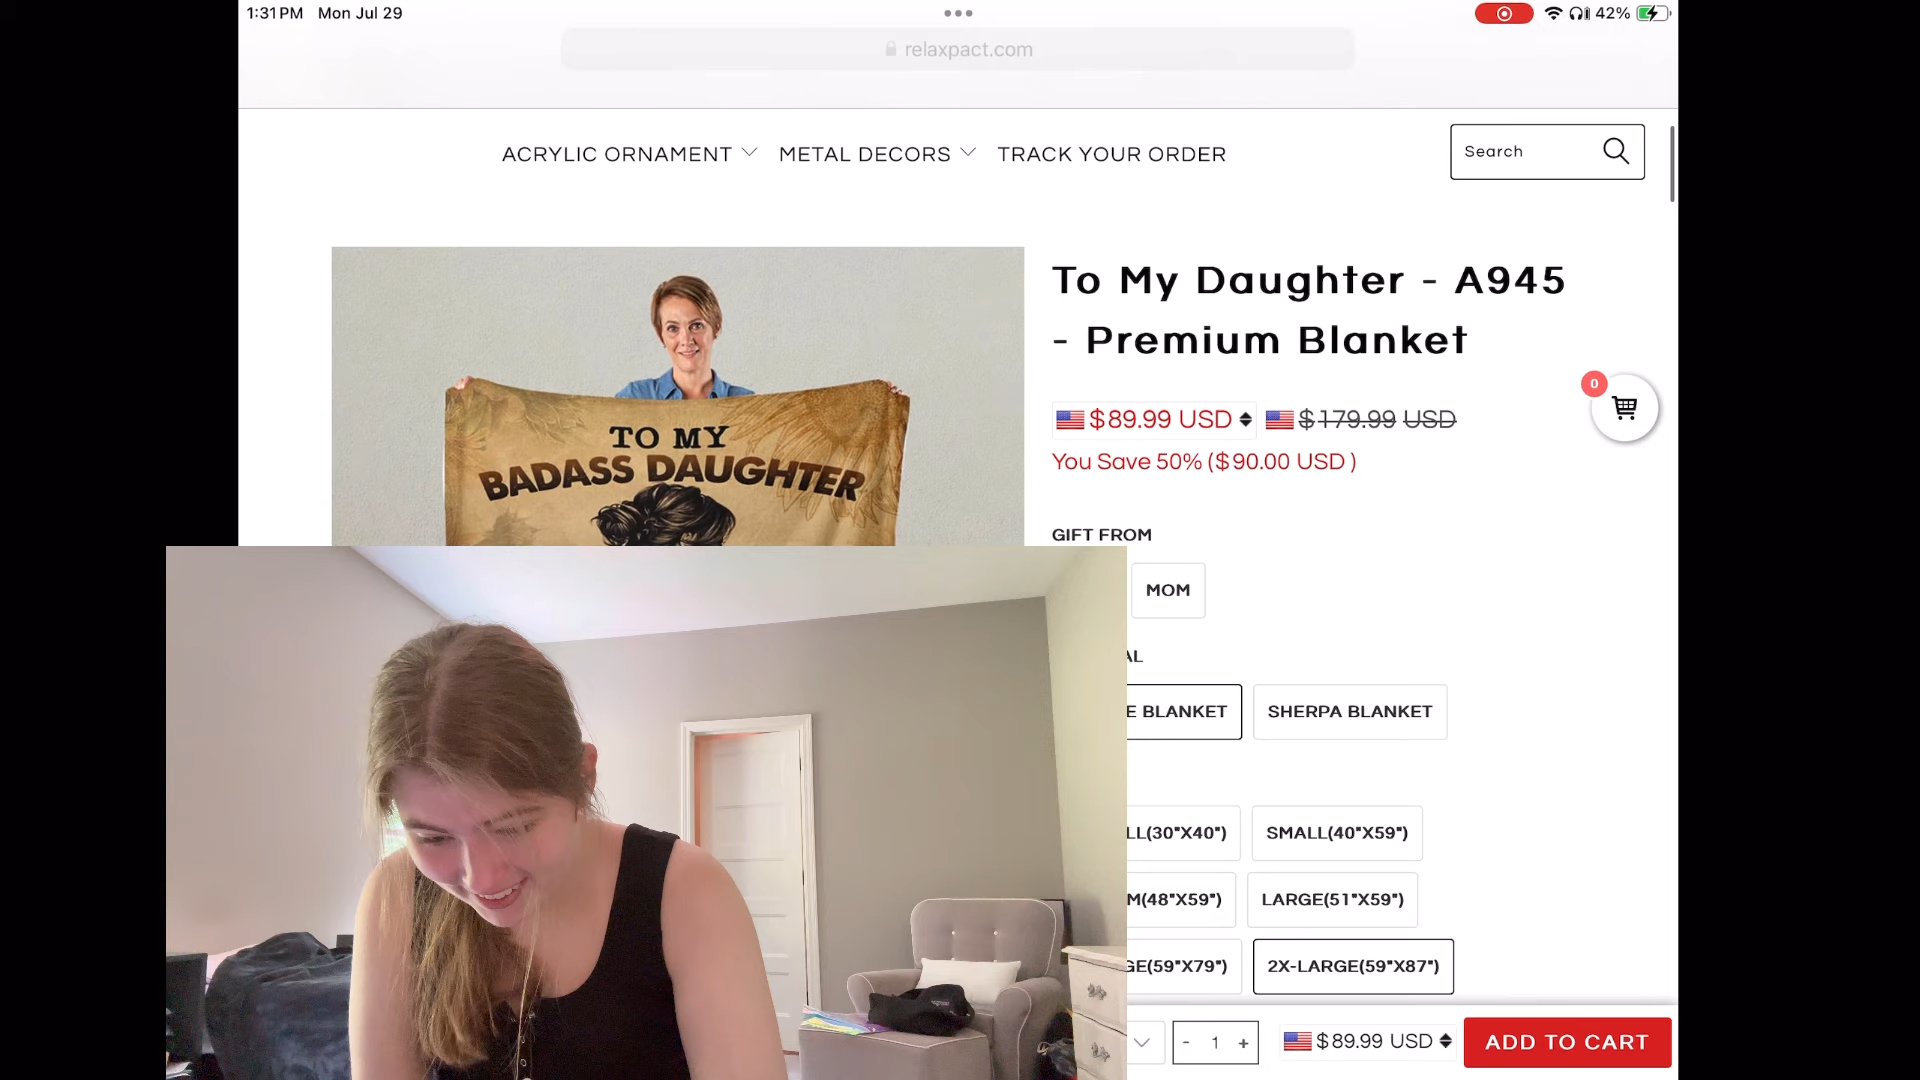 1:31 PM Mon Jul 29
42%
relaxpact.com
ACRYLIC ORNAMENT
METAL DECORS
TRACK YOUR ORDER
Search
To My Daughter - A945
- Premium Blanket
0
$89.99 USD
$179.99 USD
You Save 50% ($90.00 USD )
TO MY
BADASS DAUGHTER
GIFT FROM
MOM
AL
E BLANKET
SHERPA BLANKET
LL(30"X40")
SMALL(40"X59")
M(48"X59")
LARGE(51"X59")
GE(59"X79")
2X-LARGE(59"X87")
- 1 +
$89.99 USD
ADD TO CART